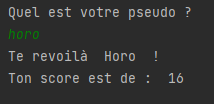 Quel est votre pseudo ?
horo
Te revoilà  Horo  !
Ton score est de :  16